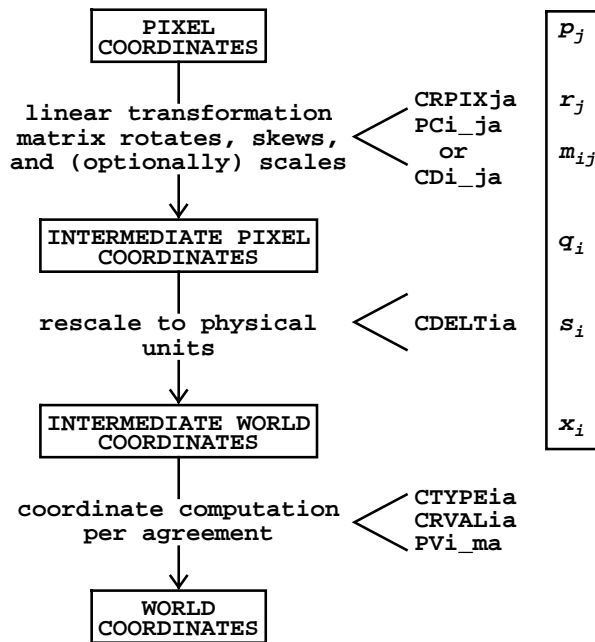 PIXEL
COORDINATES
p_j
linear transformation
matrix rotates, skews,
and (optionally) scales
CRPIXja
PCi_ja
or
CDi_ja
r_j
m_ij
INTERMEDIATE PIXEL
COORDINATES
q_i
rescale to physical
units
CDELTia
s_i
INTERMEDIATE WORLD
COORDINATES
x_i
coordinate computation
per agreement
CTYPEia
CRVALia
PVi_ma
WORLD
COORDINATES